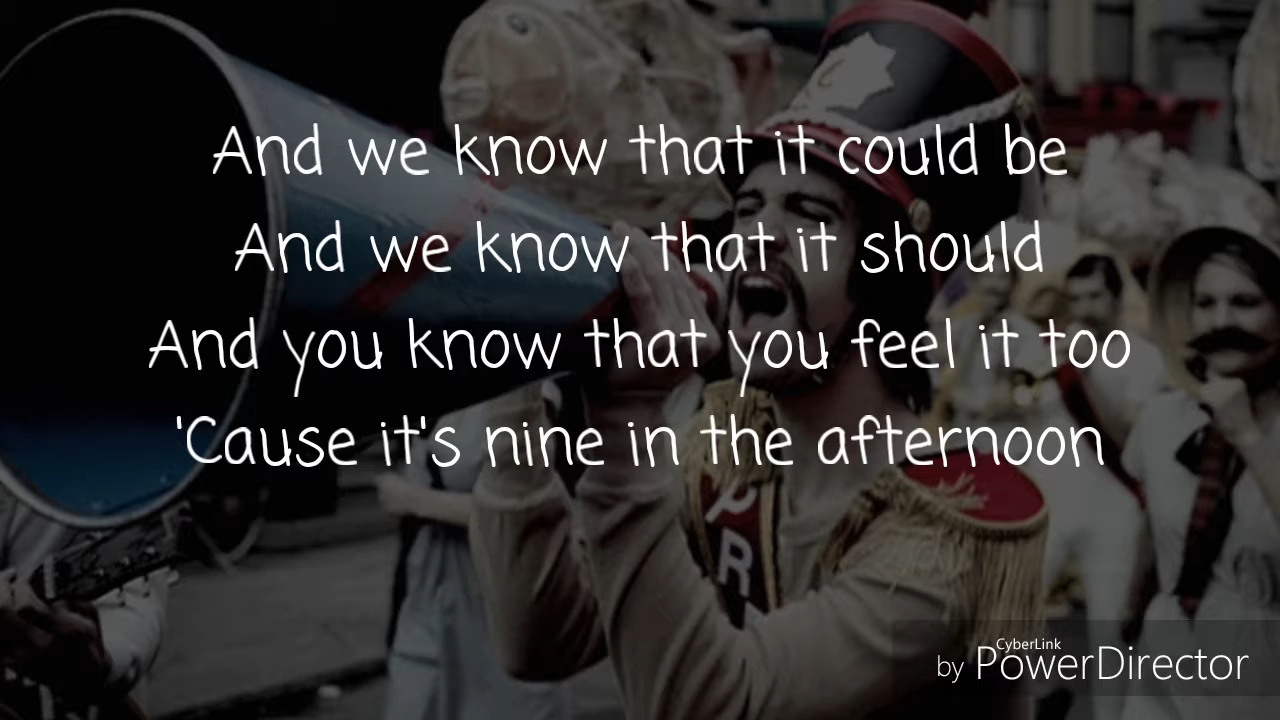 And we know that it could be
And we know that it should
And you know that you feel it too
'Cause it's nine in the afternoon
PR
CyberLink
by PowerDirector